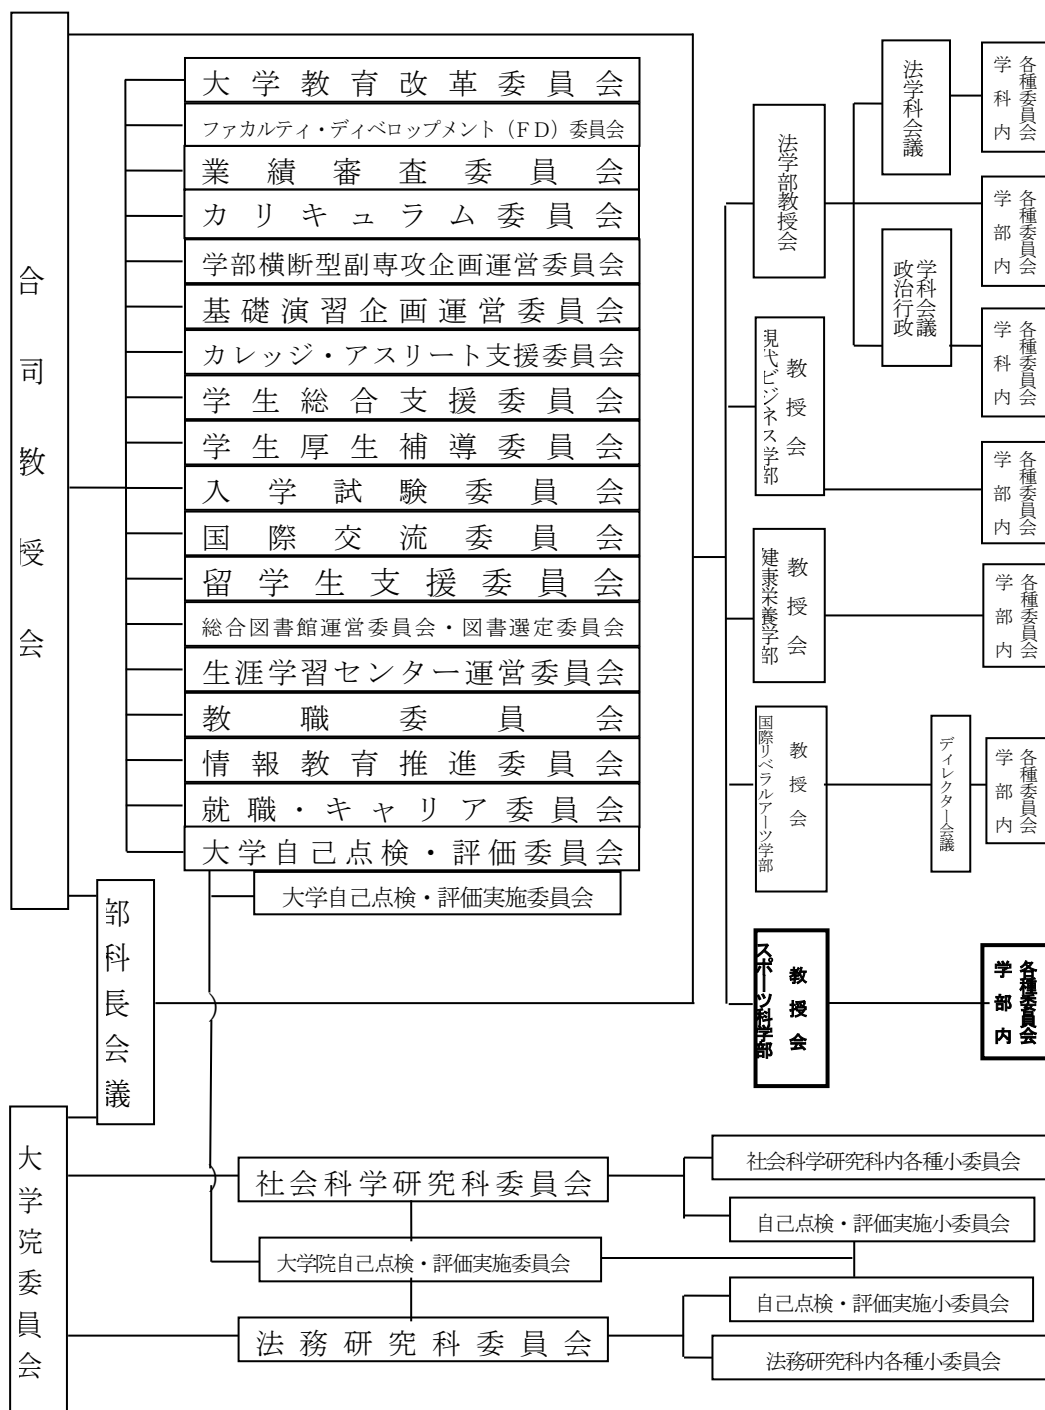 合司教授会
大学教育改革委員会
ファカルティ・ディベロップメント（ＦＤ）委員会
業績審査委員会
カリキュラム委員会
学部横断型副専攻企画運営委員会
基礎演習企画運営委員会
カレッジ・アスリート支援委員会
学生総合支援委員会
学生厚生補導委員会
入学試験委員会
国際交流委員会
留学生支援委員会
総合図書館運営委員会・図書選定委員会
生涯学習センター運営委員会
教職委員会
情報教育推進委員会
就職・キャリア委員会
大学自己点検・評価委員会
大学自己点検・評価実施委員会
部科長会議
法学部教授会
法学科会議
学科内
各種委員会
学部内
各種委員会
政治行政
学科会議
学科内
各種委員会
現代ビジネス学部
教授会
学部内
各種委員会
健康栄養学部
教授会
学部内
各種委員会
国際リベラルアーツ学部
教授会
ディレクター会議
学部内
各種委員会
スポーツ科学部
教授会
学部内
各種委員会
大学院委員会
社会科学研究科委員会
社会科学研究科内各種小委員会
自己点検・評価実施小委員会
大学院自己点検・評価実施委員会
自己点検・評価実施小委員会
法務研究科委員会
法務研究科内各種小委員会